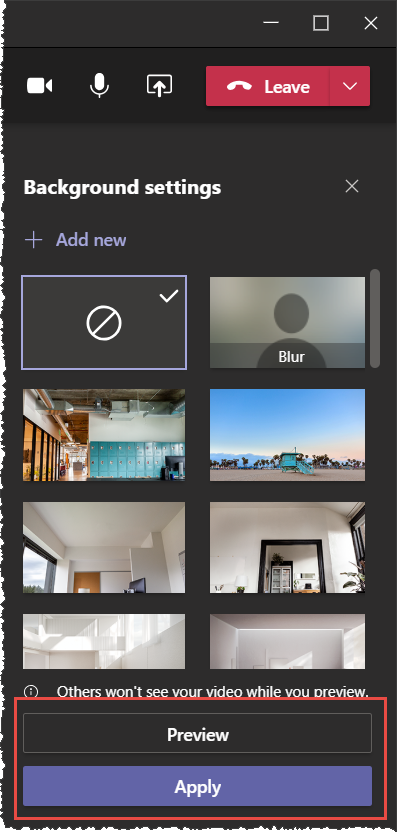 Leave
Background settings
Add new
Blur
Others won't see your video while you preview.
Preview
Apply